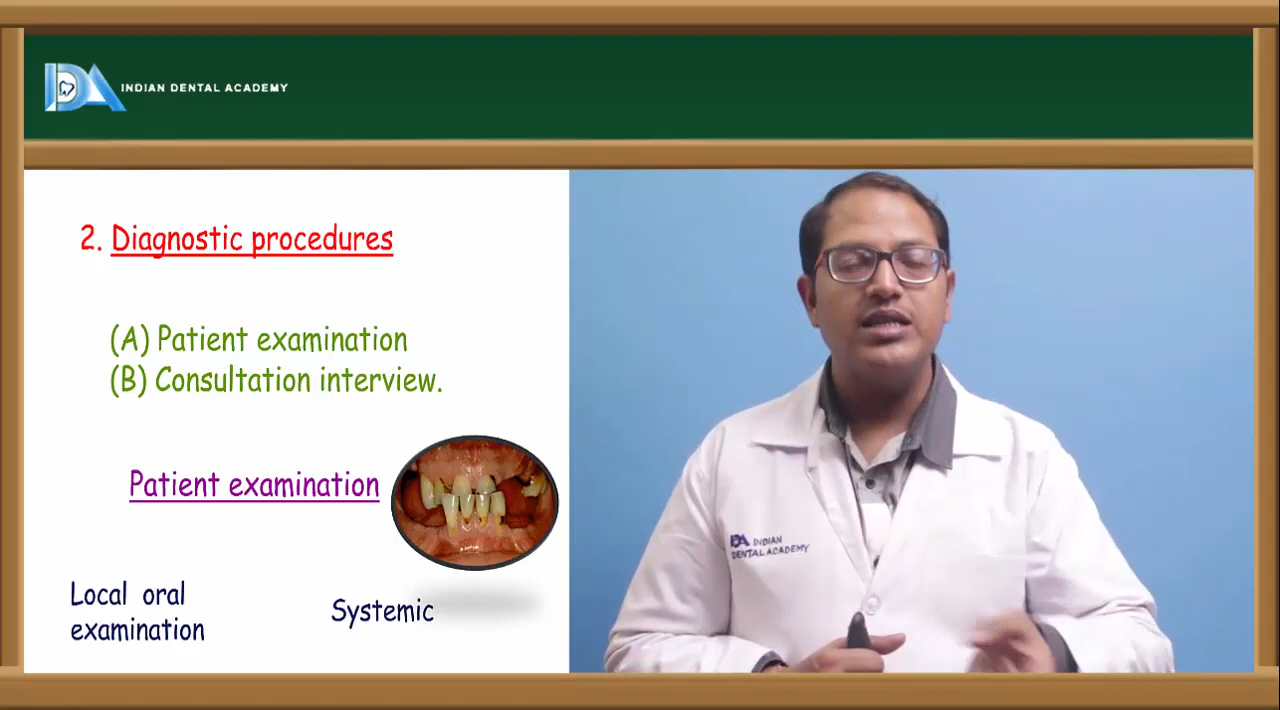 INDIAN DENTAL ACADEMY
2. Diagnostic procedures
(A) Patient examination
(B) Consultation interview.
Patient examination
Local oral
examination
Systemic
IDA INDIAN
DENTAL ACADEMY